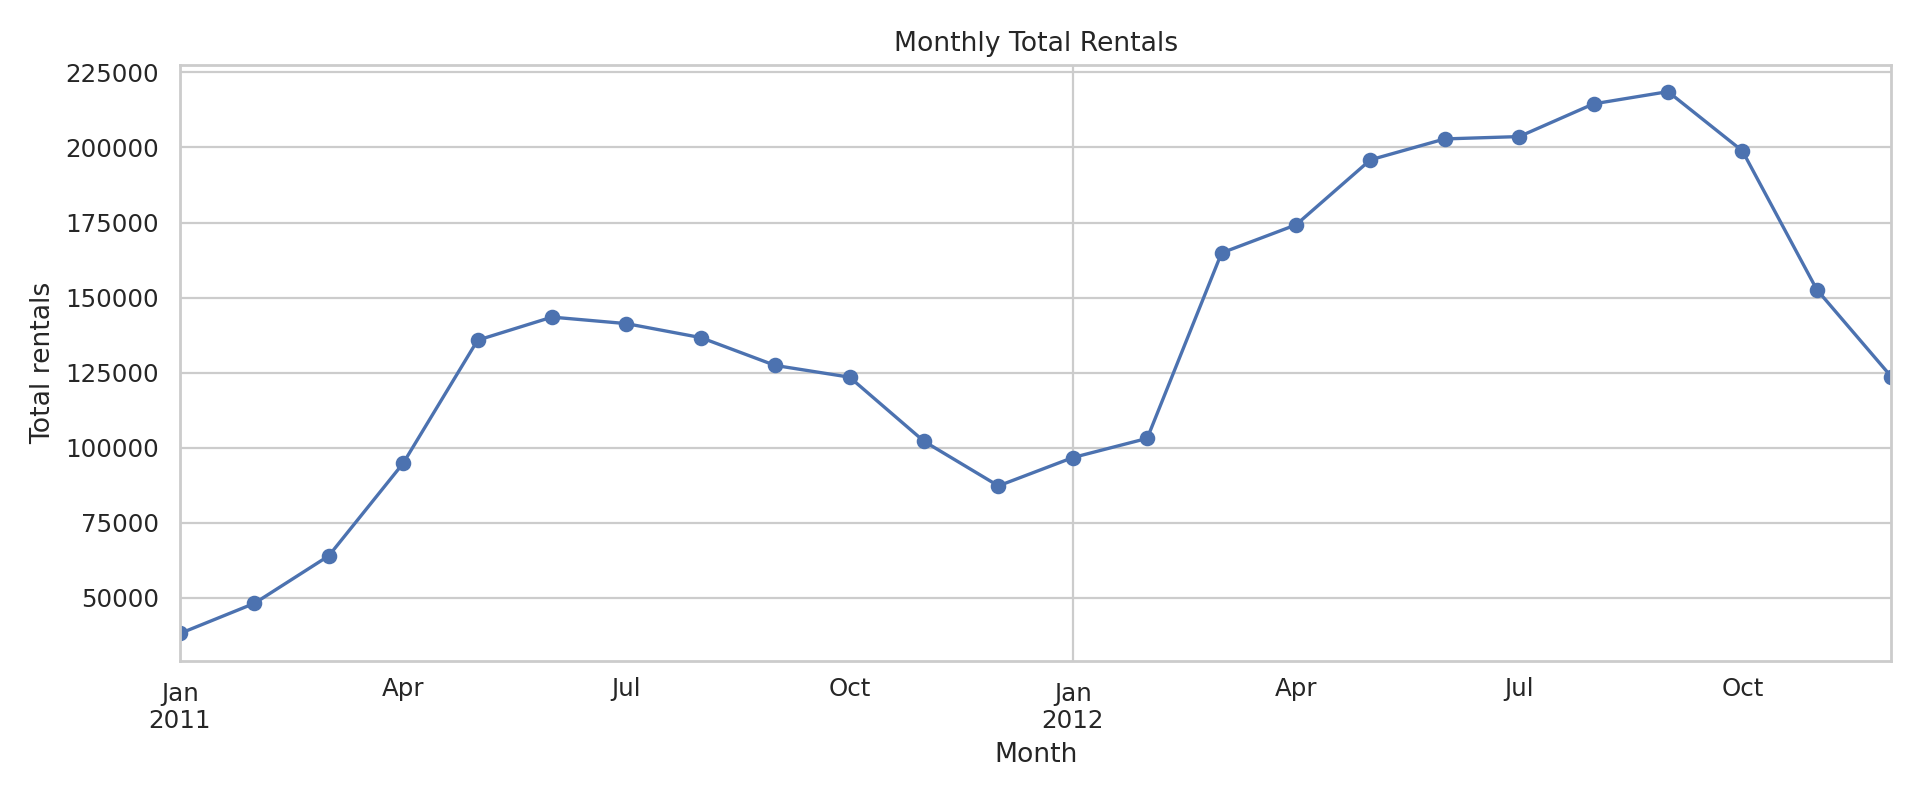 Monthly Total Rentals
225000
200000
175000
150000
125000
100000
75000
50000
Total rentals
Jan Apr Jul Oct Jan Apr Jul Oct
2011 2012
Month